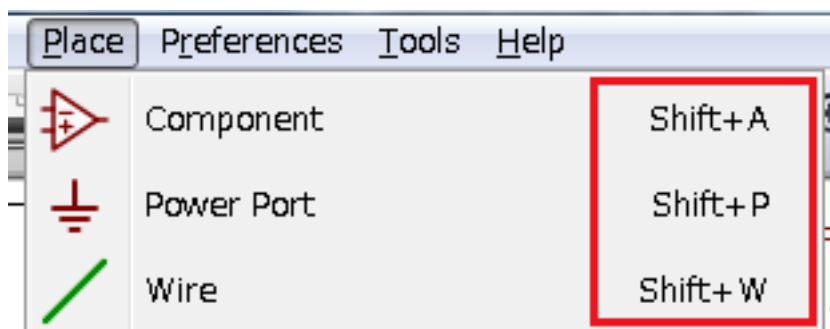 Place Preferences Tools Help
Component Shift+A
Power Port Shift+P
Wire Shift+W